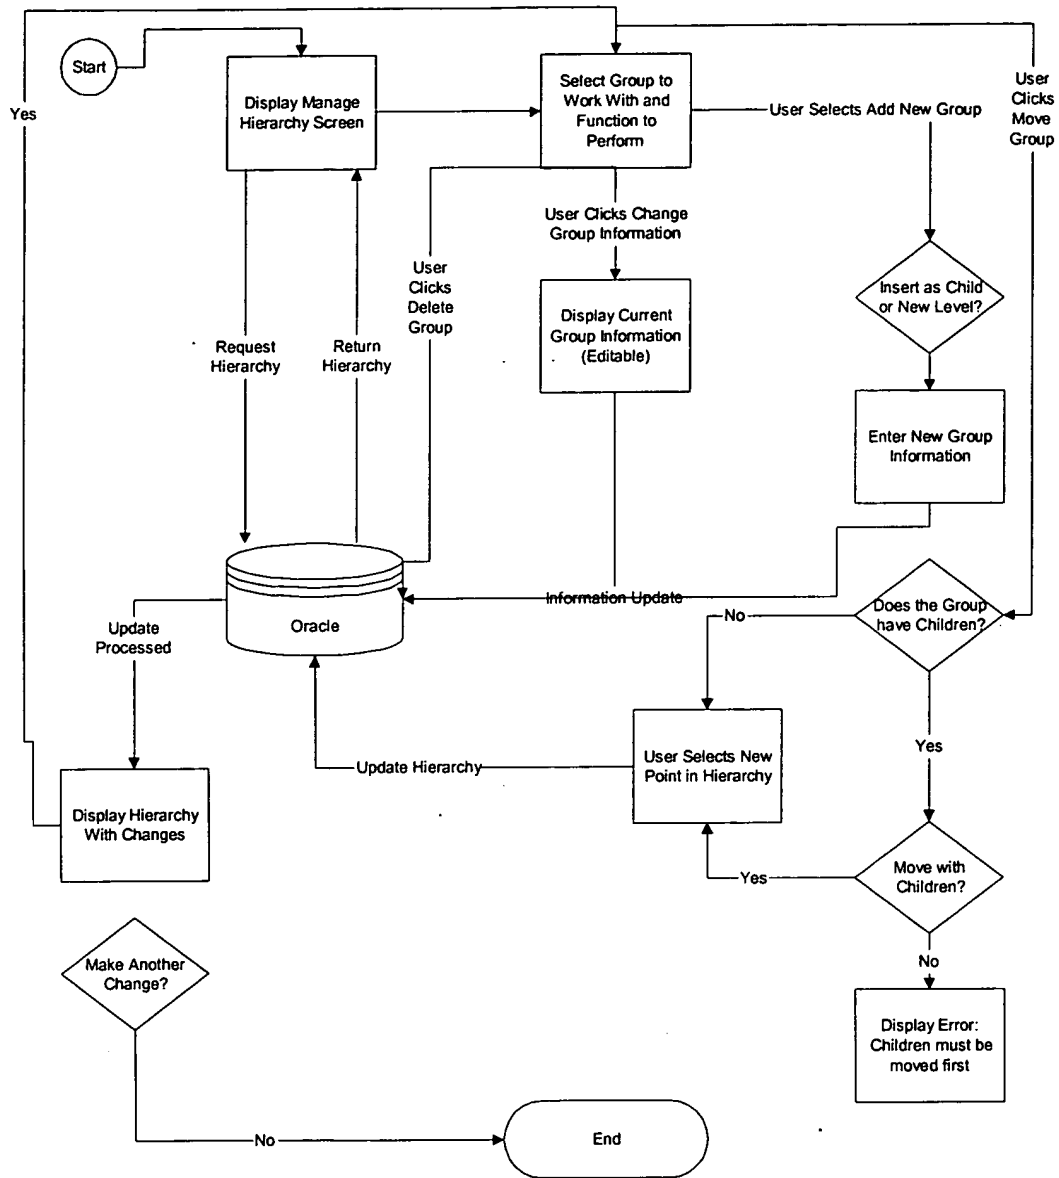 Start
Yes
Display Manage
Hierarchy Screen
Select Group to
Work With and
Function to
Perform
User Selects Add New Group
User
Clicks
Move
Group
User Clicks Change
Group Information
User
Clicks
Delete
Group
Insert as Child
or New Level?
Display Current
Group Information
(Editable)
Request
Hierarchy
Return
Hierarchy
Enter New Group
Information
Oracle
Information Update
Does the Group
have Children?
No
Update
Processed
Yes
User Selects New
Point in Hierarchy
Update Hierarchy
Display Hierarchy
With Changes
Move with
Children?
Yes
No
Make Another
Change?
Display Error:
Children must be
moved first
No
End